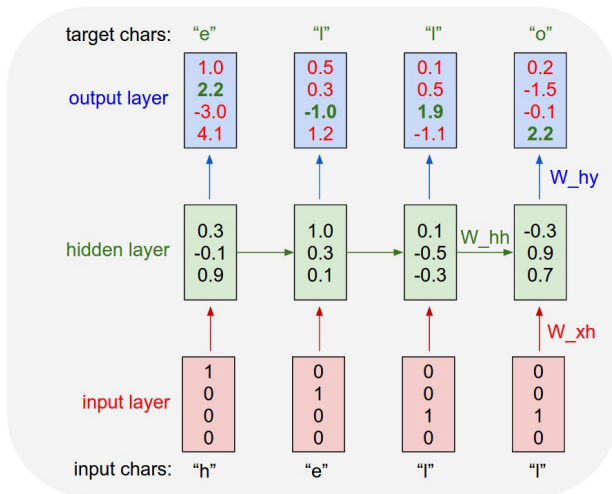 target chars: “e” “l” “l” “o”
1.0 0.5 0.1 0.2
2.2 0.3 0.5 -1.5
output layer
-3.0 -1.0 1.9 -0.1
4.1 1.2 -1.1 2.2
W_hy
0.3 1.0 0.1 -0.3
W_hh
hidden layer -0.1 0.3 -0.5 0.9
0.9 0.1 -0.3 0.7
W_xh
1 0 0 0
0 1 0 0
input layer
0 0 1 1
0 0 0 0
input chars: “h” “e” “l” “l”